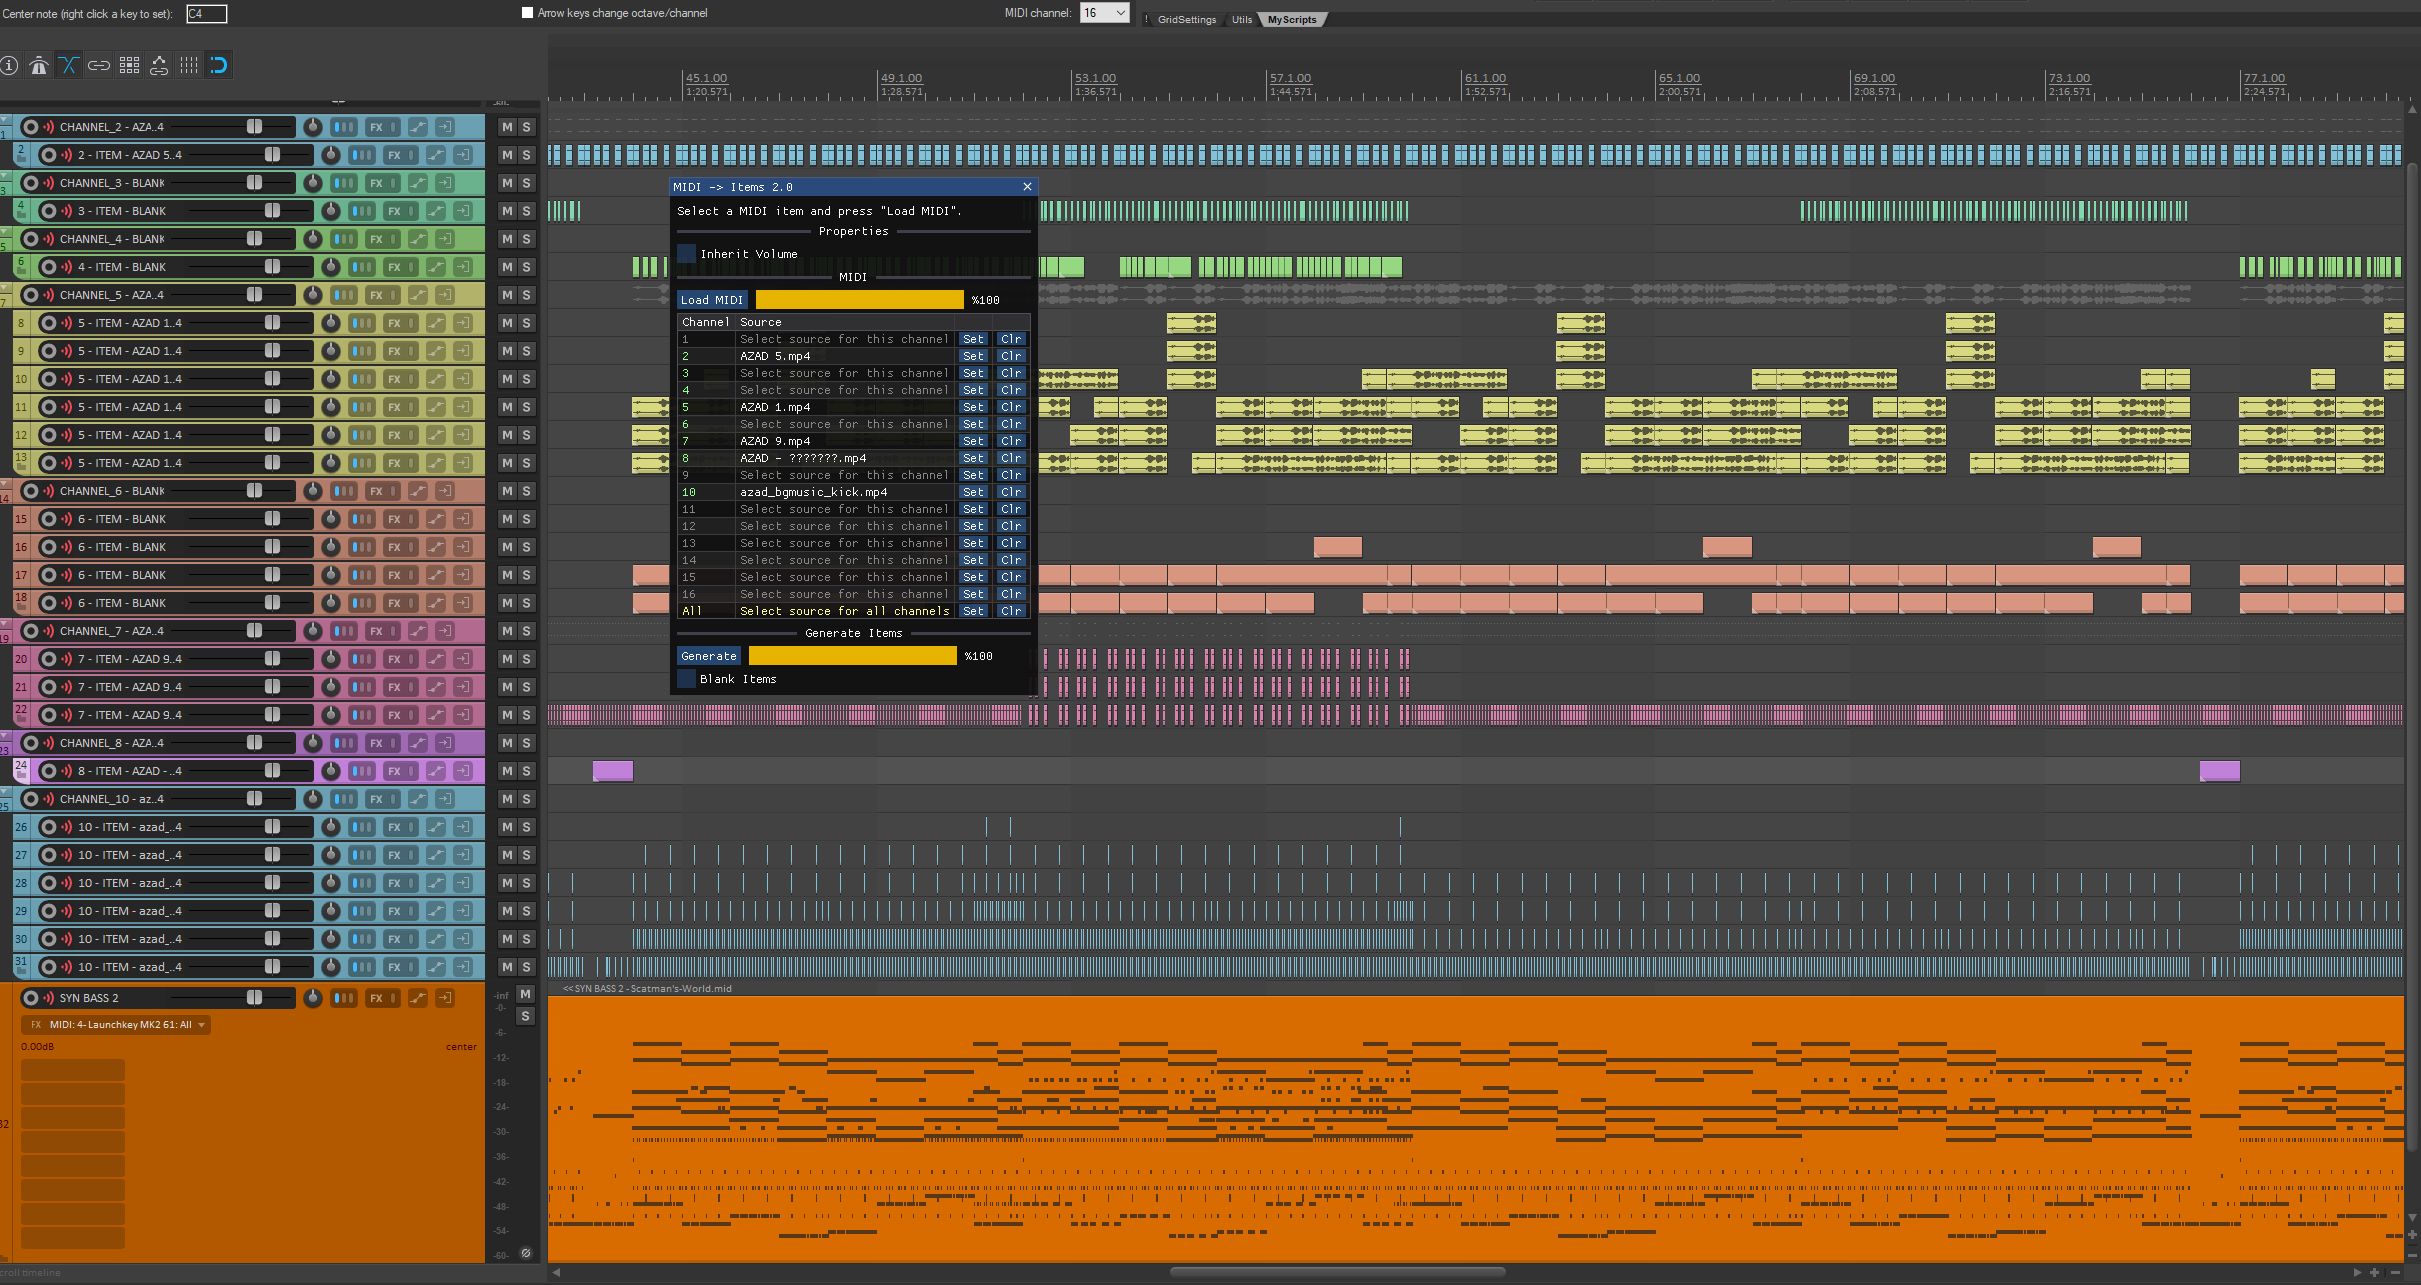 Center note (right click a key to set): C4
Arrow keys change octave/channel
MIDI channel: 16
! GridSettings Utils MyScripts
45.1.00 49.1.00 53.1.00 57.1.00 61.1.00 65.1.00 69.1.00 73.1.00 77.1.00
1:20.571 1:28.571 1:36.571 1:44.571 1:52.571 2:00.571 2:08.571 2:16.571 2:24.571
1 CHANNEL_2 - AZA..4 FX M S
2 2 - ITEM - AZAD 5..4 FX M S
3 CHANNEL_3 - BLANK FX M S
4 3 - ITEM - BLANK FX M S
5 CHANNEL_4 - BLANK FX M S
6 4 - ITEM - BLANK FX M S
7 CHANNEL_5 - AZA..4 FX M S
8 5 - ITEM - AZAD 1..4 FX M S
9 5 - ITEM - AZAD 1..4 FX M S
10 5 - ITEM - AZAD 1..4 FX M S
11 5 - ITEM - AZAD 1..4 FX M S
12 5 - ITEM - AZAD 1..4 FX M S
13 5 - ITEM - AZAD 1..4 FX M S
14 CHANNEL_6 - BLANK FX M S
15 6 - ITEM - BLANK FX M S
16 6 - ITEM - BLANK FX M S
17 6 - ITEM - BLANK FX M S
18 6 - ITEM - BLANK FX M S
19 CHANNEL_7 - AZA..4 FX M S
20 7 - ITEM - AZAD 9..4 FX M S
21 7 - ITEM - AZAD 9..4 FX M S
22 7 - ITEM - AZAD 9..4 FX M S
23 CHANNEL_8 - AZA..4 FX M S
24 8 - ITEM - AZAD - ..4 FX M S
25 CHANNEL_10 - az..4 FX M S
26 10 - ITEM - azad_..4 FX M S
27 10 - ITEM - azad_..4 FX M S
28 10 - ITEM - azad_..4 FX M S
29 10 - ITEM - azad_..4 FX M S
30 10 - ITEM - azad_..4 FX M S
31 10 - ITEM - azad_..4 FX M S
SYN BASS 2 FX -inf M
S
FX MIDI: 4- Launchkey MK2 61: All
0.00dB center
32
-0-
-6-
-12-
-18-
-24-
-30-
-36-
-42-
-48-
-54-
-60-
<<SYN BASS 2 - Scatman's-World.mid
MIDI -> Items 2.0
Select a MIDI item and press "Load MIDI".
Properties
Inherit Volume
MIDI
Load MIDI %100
Channel Source
1 Select source for this channel Set Clr
2 AZAD 5.mp4 Set Clr
3 Select source for this channel Set Clr
4 Select source for this channel Set Clr
5 AZAD 1.mp4 Set Clr
6 Select source for this channel Set Clr
7 AZAD 9.mp4 Set Clr
8 AZAD - ???????.mp4 Set Clr
9 Select source for this channel Set Clr
10 azad_bgmusic_kick.mp4 Set Clr
11 Select source for this channel Set Clr
12 Select source for this channel Set Clr
13 Select source for this channel Set Clr
14 Select source for this channel Set Clr
15 Select source for this channel Set Clr
16 Select source for this channel Set Clr
All Select source for all channels Set Clr
Generate Items
Generate %100
Blank Items
croll timeline